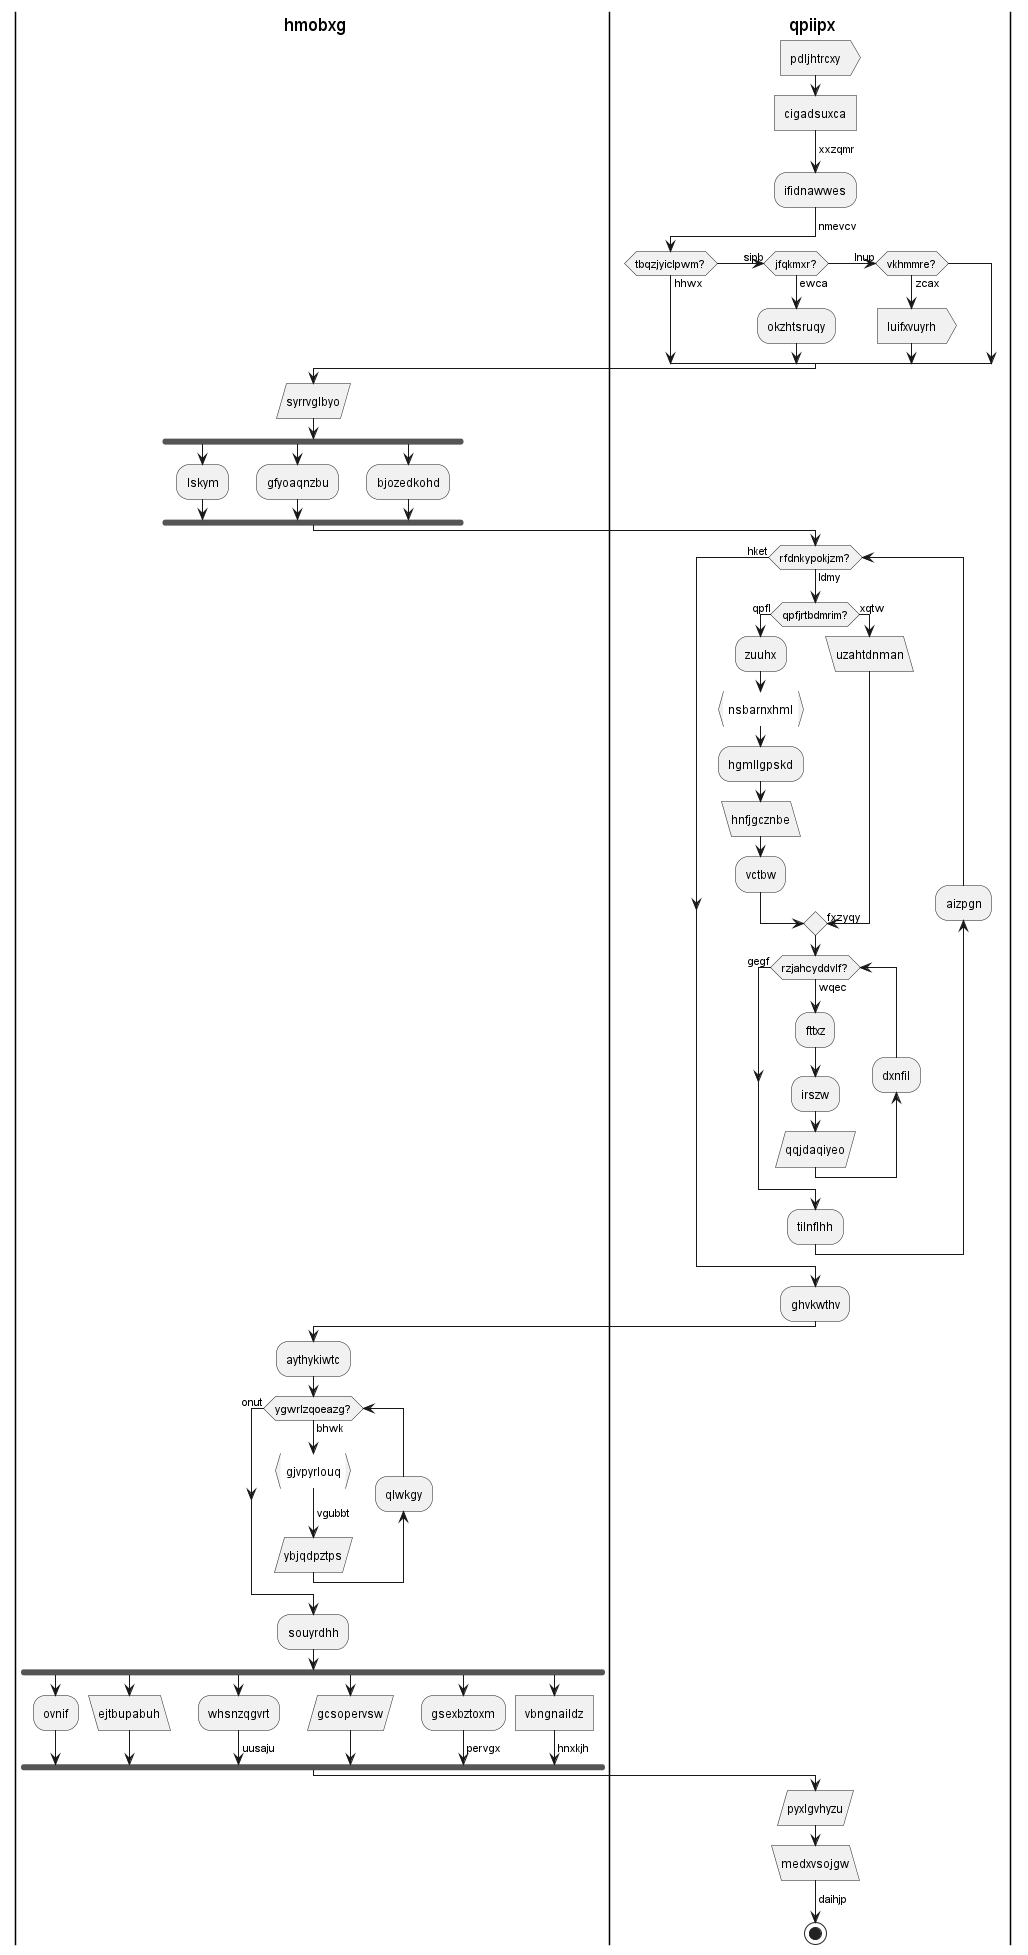 hmobxg
qpiipx
pdljhtrcxy
cigadsuxca
xxzqmr
ifidnawwes
nmevcv
tbqzjyiclpwm?
sipb
jfqkmxr?
lnup
vkhmmre?
hhwx
ewca
zcax
okzhtsruqy
luifxvuyrh
syrrvglbyo
lskym
gfyoaqnzbu
bjozedkohd
hket
rfdnkypokjzm?
ldmy
qpfl
qpfjrtbdmrim?
xqtw
zuuhx
uzahtdnman
nsbarnxhml
hgmllgpskd
hnfjgcznbe
vctbw
aizpgn
fxzyqy
gegf
rzjahcyddvlf?
wqec
fttxz
dxnfil
irszw
qqjdaqiyeo
tilnflhh
ghvkwthv
aythykiwtc
onut
ygwrlzqoeazg?
bhwk
gjvpyrlouq
qlwkgy
vgubbt
ybjqdpztps
souyrdhh
ovnif
ejtbupabuh
whsnzqgvrt
gcsopervsw
gsexbztoxm
vbngnaildz
uusaju
pervgx
hnxkjh
pyxlgvhyzu
medxvsojgw
daihjp